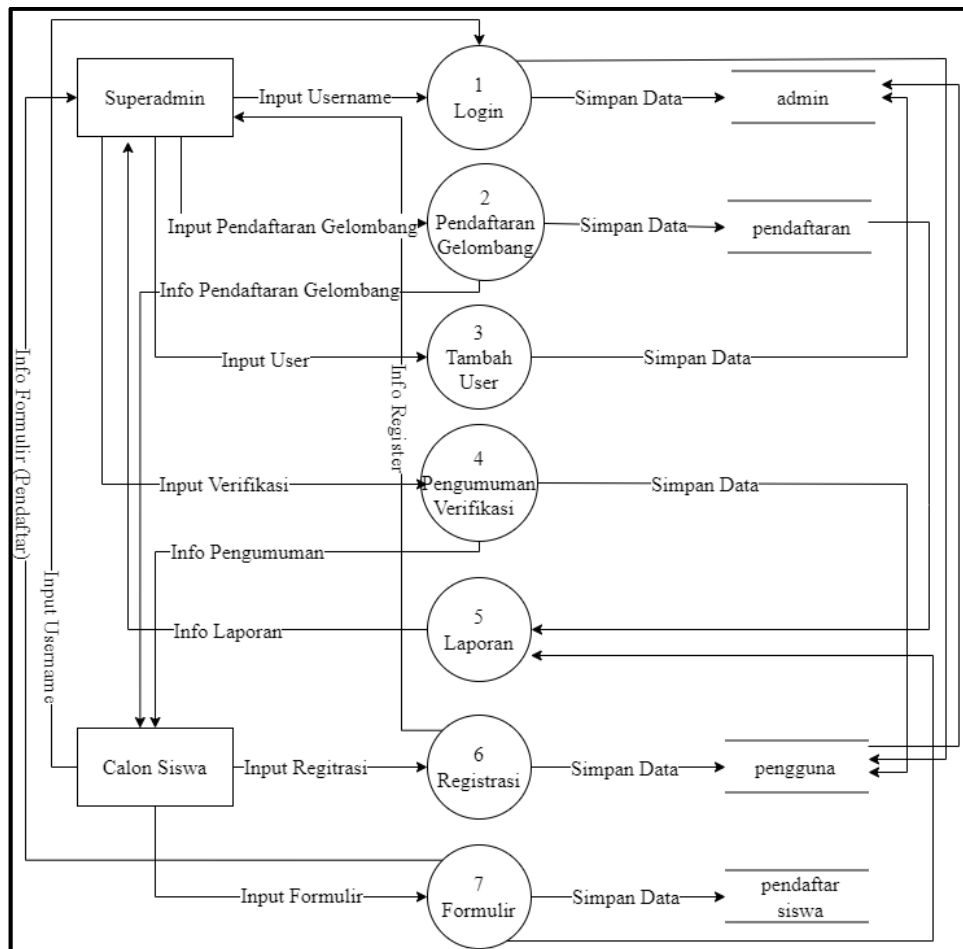 Superadmin
Input Username
1
Login
Simpan Data
admin
Input Pendaftaran Gelombang
2
Pendaftaran
Gelombang
Simpan Data
pendaftaran
Info Pendaftaran Gelombang
Input User
3
Tambah
User
Simpan Data
Info Register
Info Formulir (Pendaftar)
Input Verifikasi
4
Pengumuman
Verifikasi
Simpan Data
Info Pengumuman
Input Username
Info Laporan
5
Laporan
Calon Siswa
Input Regitrasi
6
Registrasi
Simpan Data
pengguna
Input Formulir
7
Formulir
Simpan Data
pendaftar
siswa